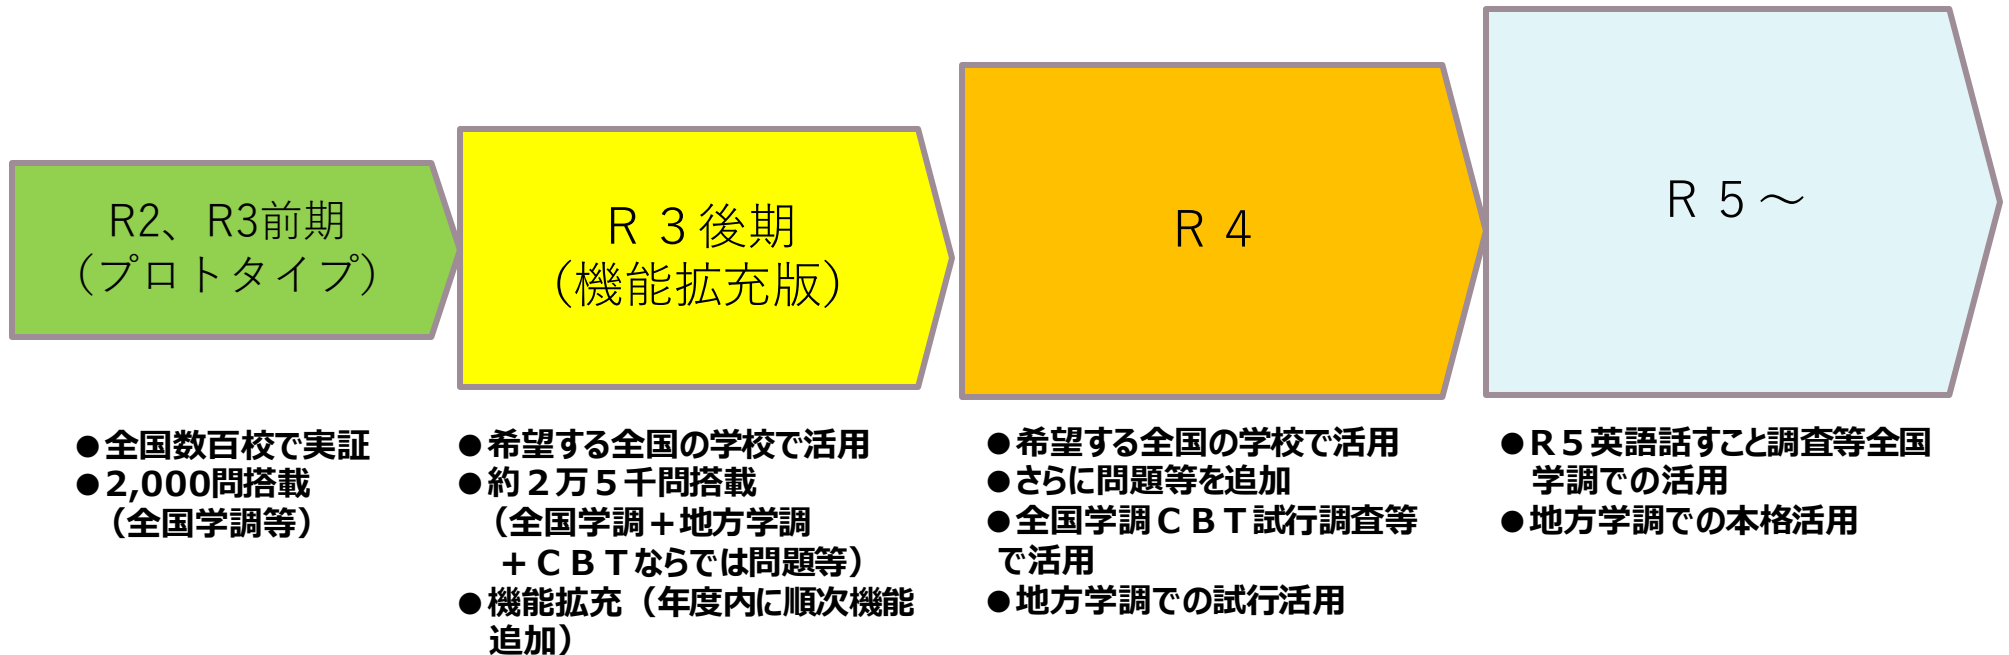 R2、R3前期
（プロトタイプ）
Ｒ３後期
（機能拡充版）
Ｒ４
Ｒ５～
●全国数百校で実証
●2,000問搭載
（全国学調等）
●希望する全国の学校で活用
●約２万５千問搭載
（全国学調＋地方学調
＋ＣＢＴならでは問題等）
●機能拡充（年度内に順次機能
追加）
●希望する全国の学校で活用
●さらに問題等を追加
●全国学調ＣＢＴ試行調査等
で活用
●地方学調での試行活用
●Ｒ５英語話すこと調査等全国
学調での活用
●地方学調での本格活用